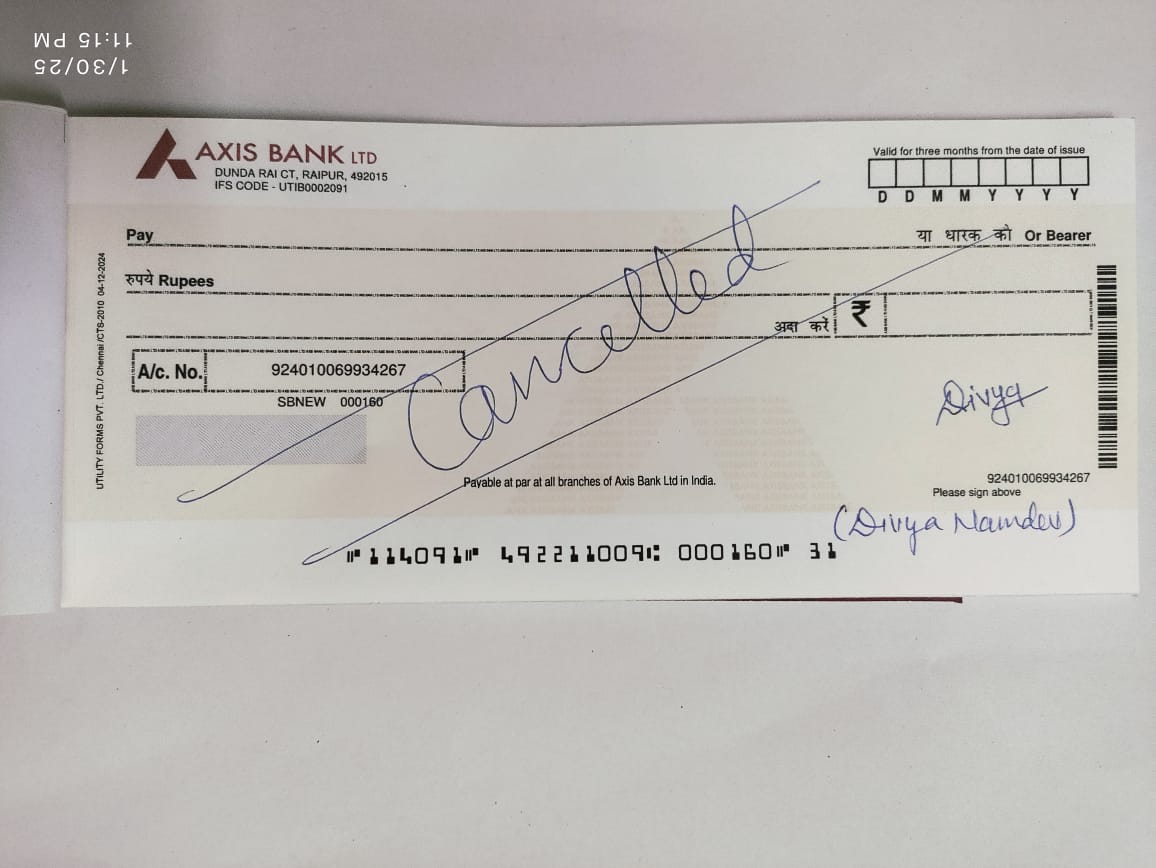 1/30/25
11:15 PM
AXIS BANK LTD
DUNDA RAI CT, RAIPUR, 492015
IFS CODE - UTIB0002091
Valid for three months from the date of issue
D D M M Y Y Y Y
Pay या धारक को Or Bearer
रुपये Rupees
अदा करें ₹
A/c. No. 924010069934267
SBNEW 000160
Cancelled
Divya
Payable at par at all branches of Axis Bank Ltd in India.
924010069934267
Please sign above
(Divya Namdev)
⑈114091⑈ 492211009⑆ 000160⑈ 31
UTILITY FORMS PVT. LTD./ Chennai /CTS-2010 04-12-2024